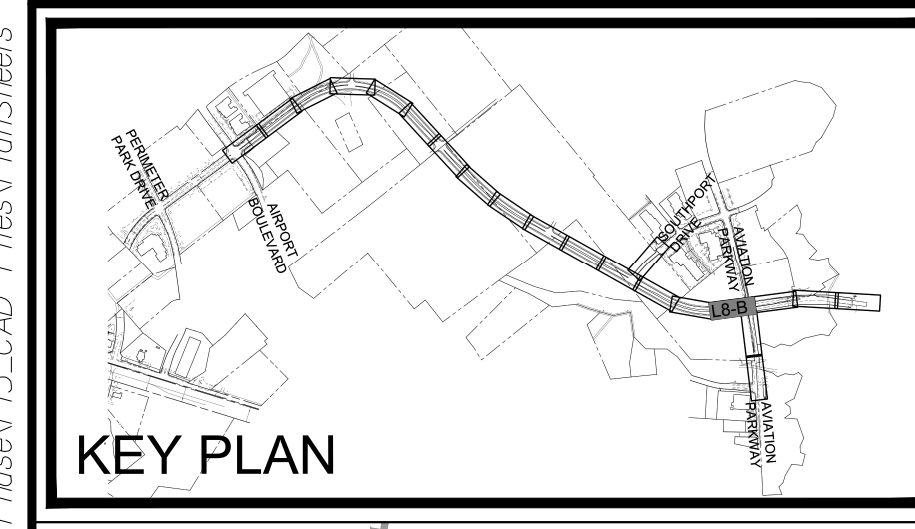 PERIMETER
PARK DRIVE
AIRPORT
BOULEVARD
SOUTHPORT
DRIVE
AVIATION
PARKWAY
L8-B
AVIATION
PARKWAY
KEY PLAN